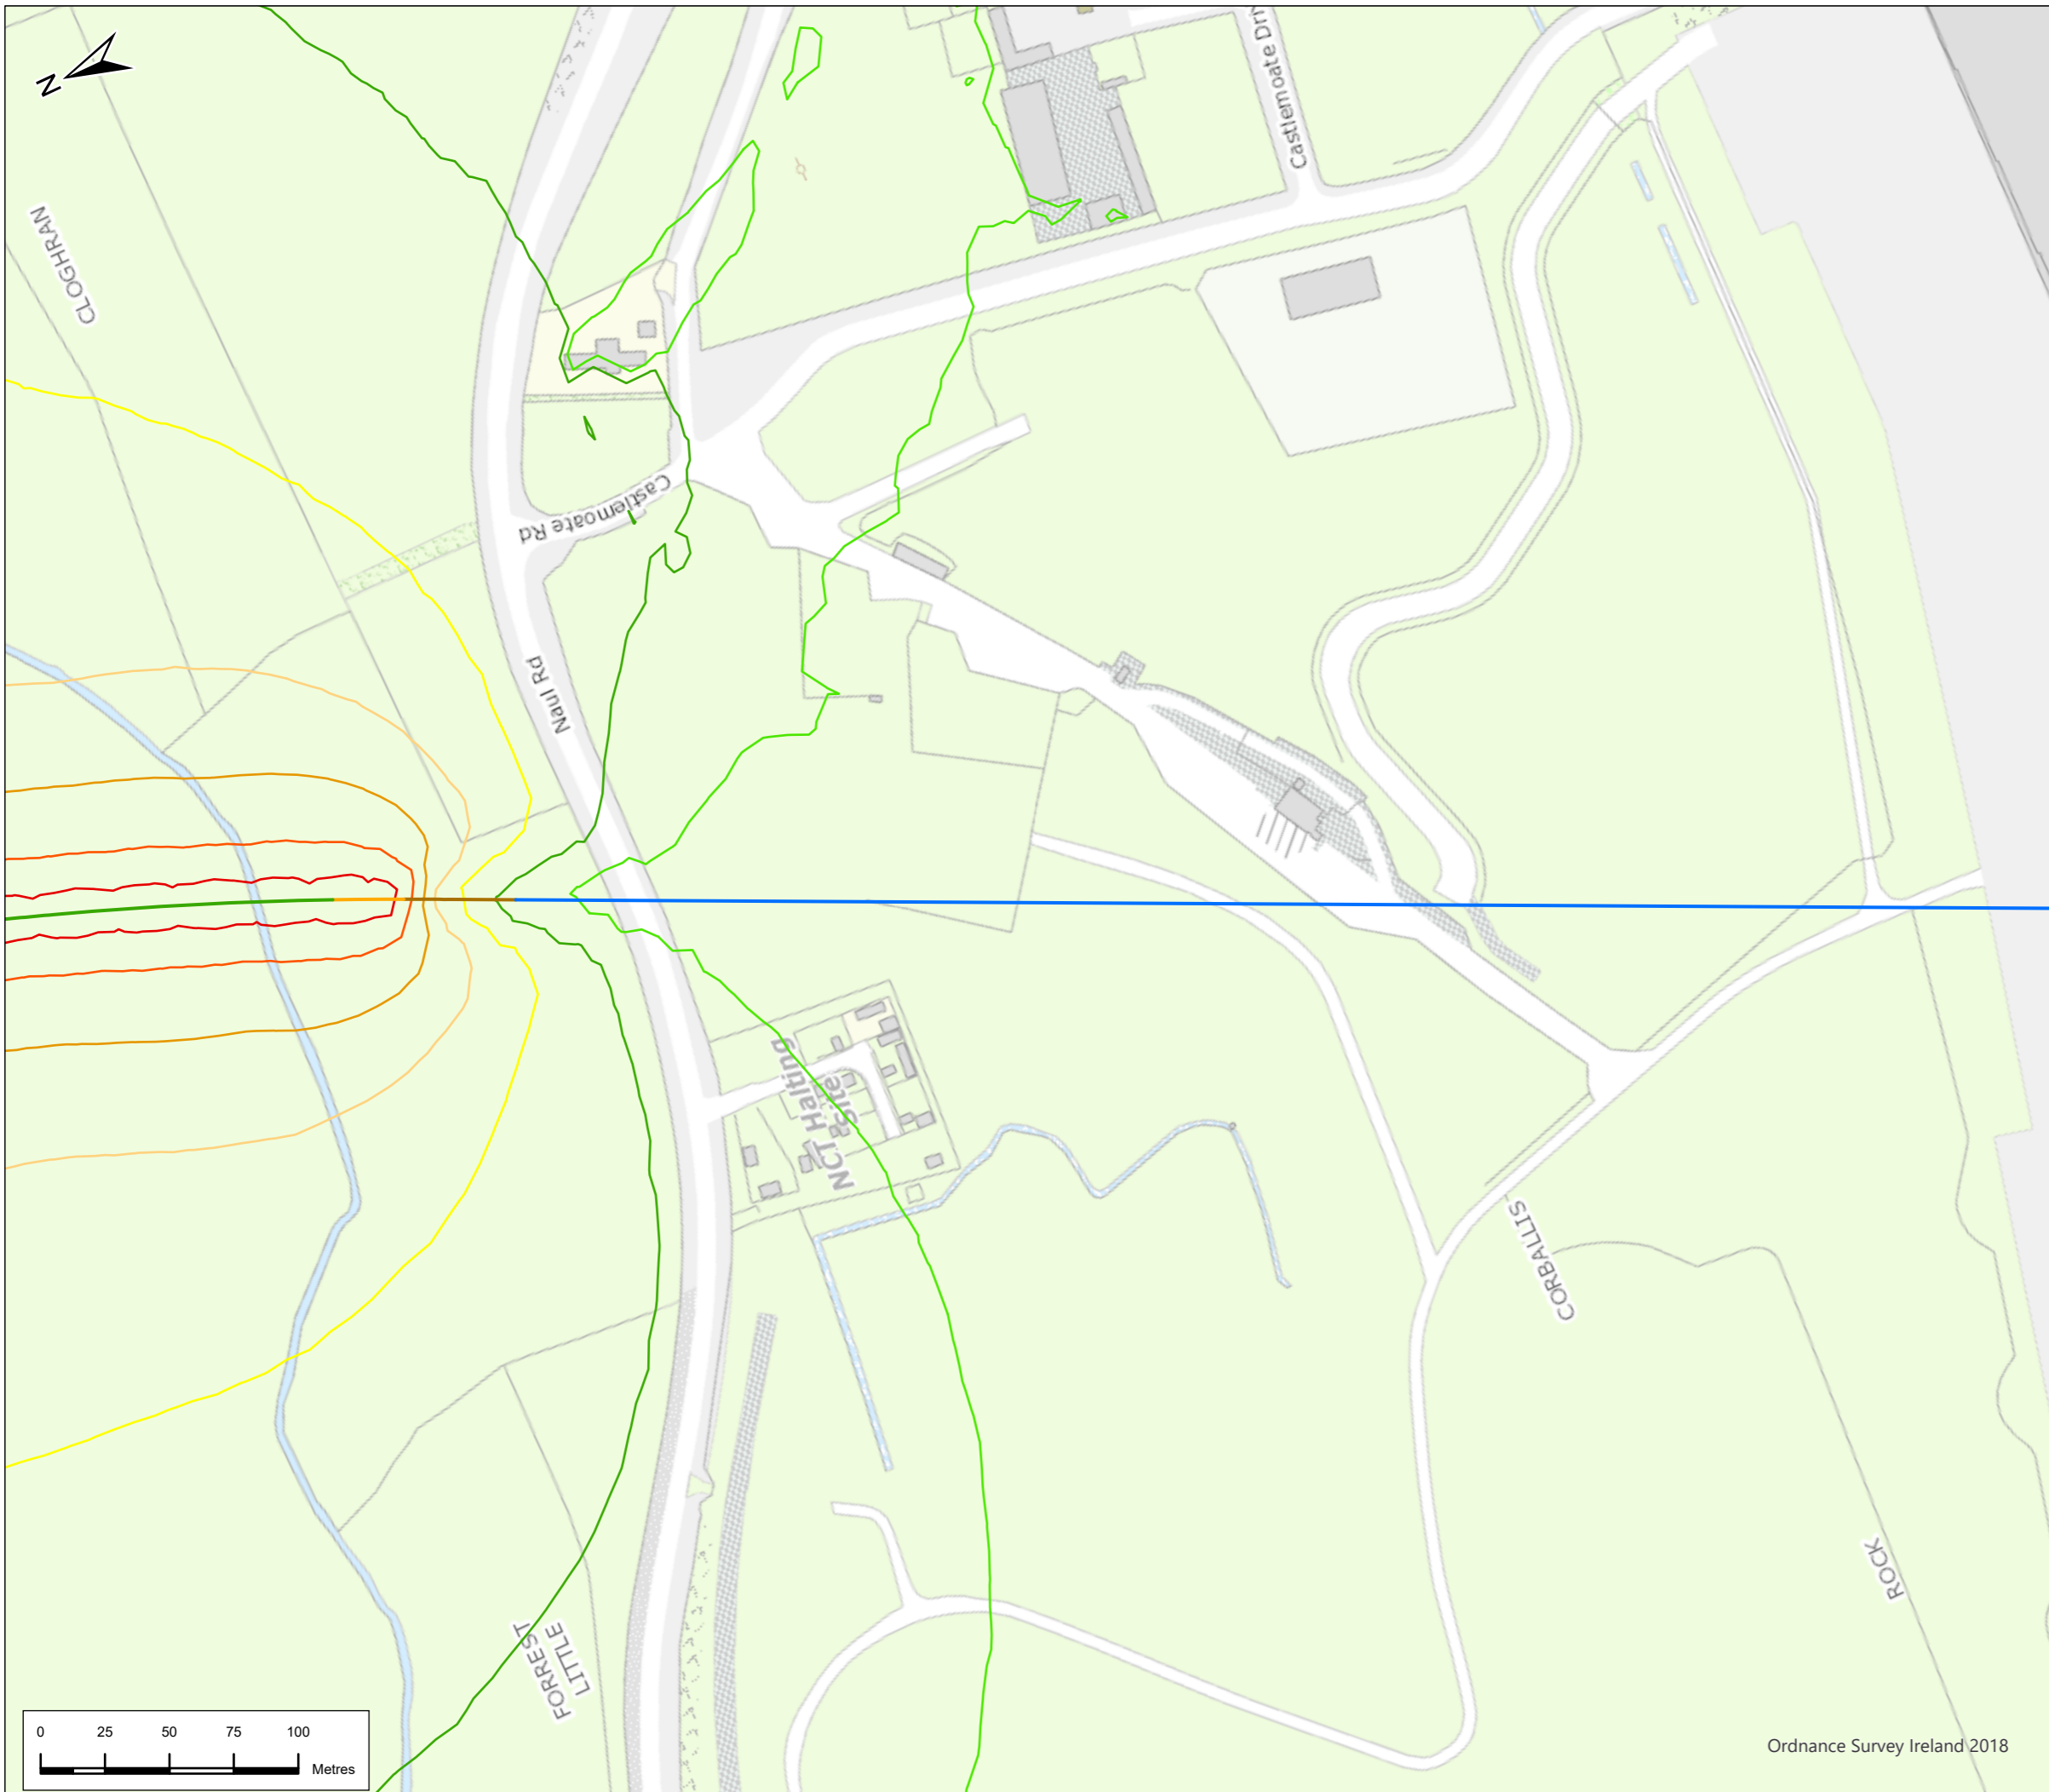 N
Castlemoate Driv
CLOGHRAN
Castlemoate Rd
Naul Rd
NCT Halting
Site
CORBALLIS
ROCK
FORREST
LITTLE
0 25 50 75 100
Metres
Ordnance Survey Ireland 2018